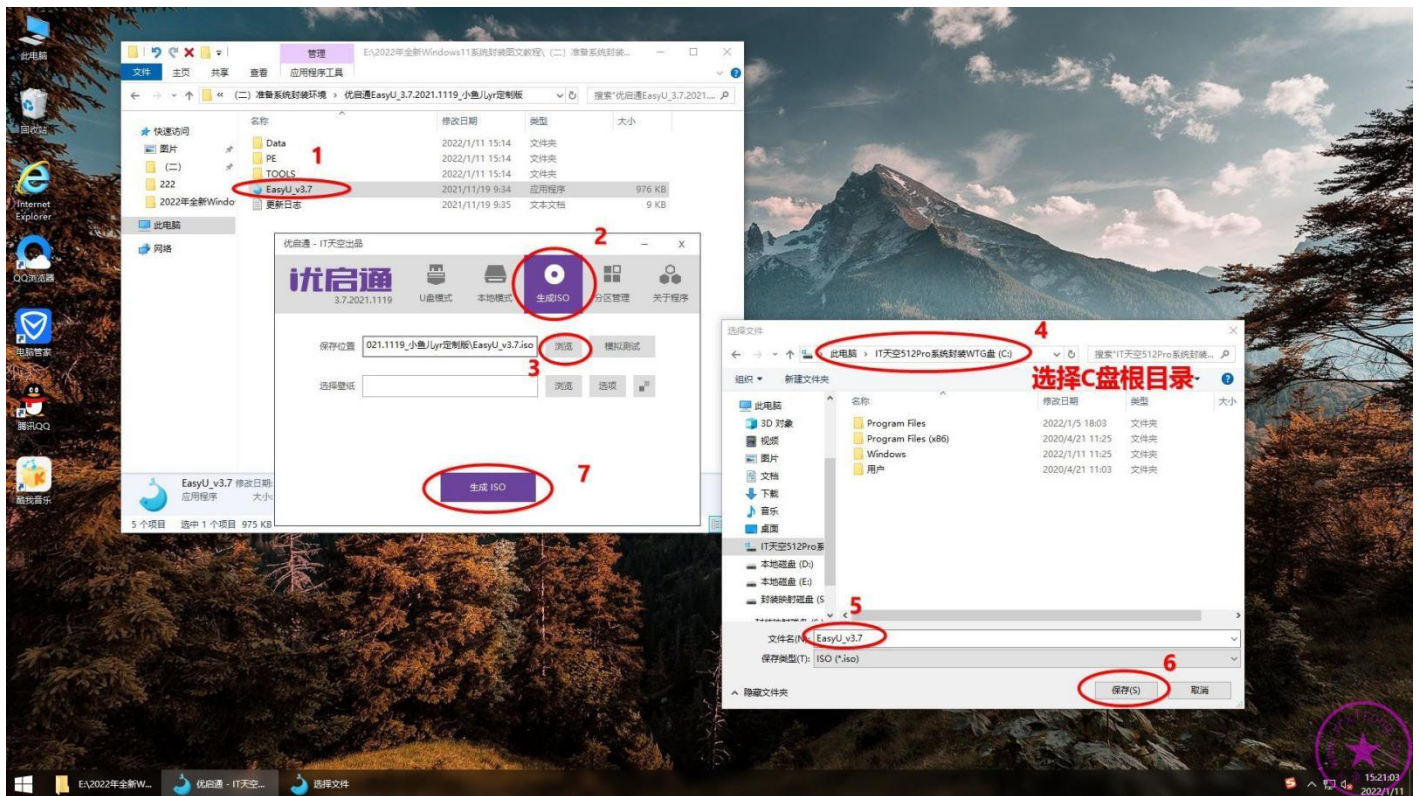 此电脑
回收站
Internet
Explorer
QQ浏览器
电脑管家
腾讯QQ
酷我音乐
管理
E:\2022年全新Windows11系统封装图文教程\ (二) 准备系统封装...
文件
主页
共享
查看
应用程序工具
« (二) 准备系统封装环境 › 优启通EasyU_3.7.2021.1119_小鱼儿yr定制版
搜索"优启通EasyU_3.7.2021....
快速访问
图片
(二)
222
2022年全新Windo
此电脑
网络
名称
修改日期
类型
大小
1
Data
2022/1/11 15:14
文件夹
PE
2022/1/11 15:14
文件夹
TOOLS
2022/1/11 15:14
文件夹
EasyU_v3.7
2021/11/19 9:34
应用程序
976 KB
更新日志
2021/11/19 9:35
文本文档
9 KB
EasyU_v3.7 修改日期:
应用程序
大小:
5 个项目
选中 1 个项目 975 KB
优启通 - IT天空出品
2
优启通
3.7.2021.1119
U盘模式
本地模式
生成ISO
分区管理
关于程序
保存位置
021.1119_小鱼儿yr定制版\EasyU_v3.7.iso
浏览
模拟测试
3
选择壁纸
浏览
选项
生成 ISO
7
选择文件
4
此电脑 › IT天空512Pro系统封装WTG盘 (C:)
搜索"IT天空512Pro系统封装...
组织
新建文件夹
选择C盘根目录
此电脑
3D 对象
视频
图片
文档
下载
音乐
桌面
IT天空512Pro系
本地磁盘 (D:)
本地磁盘 (E:)
封装映射磁盘 (S
名称
修改日期
类型
大小
Program Files
2022/1/5 18:03
文件夹
Program Files (x86)
2020/4/21 11:25
文件夹
Windows
2022/1/11 11:25
文件夹
用户
2020/4/21 11:03
文件夹
5
文件名(N):
EasyU_v3.7
保存类型(T):
ISO (*.iso)
6
隐藏文件夹
保存(S)
取消
E:\2022年全新W...
优启通 - IT天空...
选择文件
15:21:03
2022/1/11